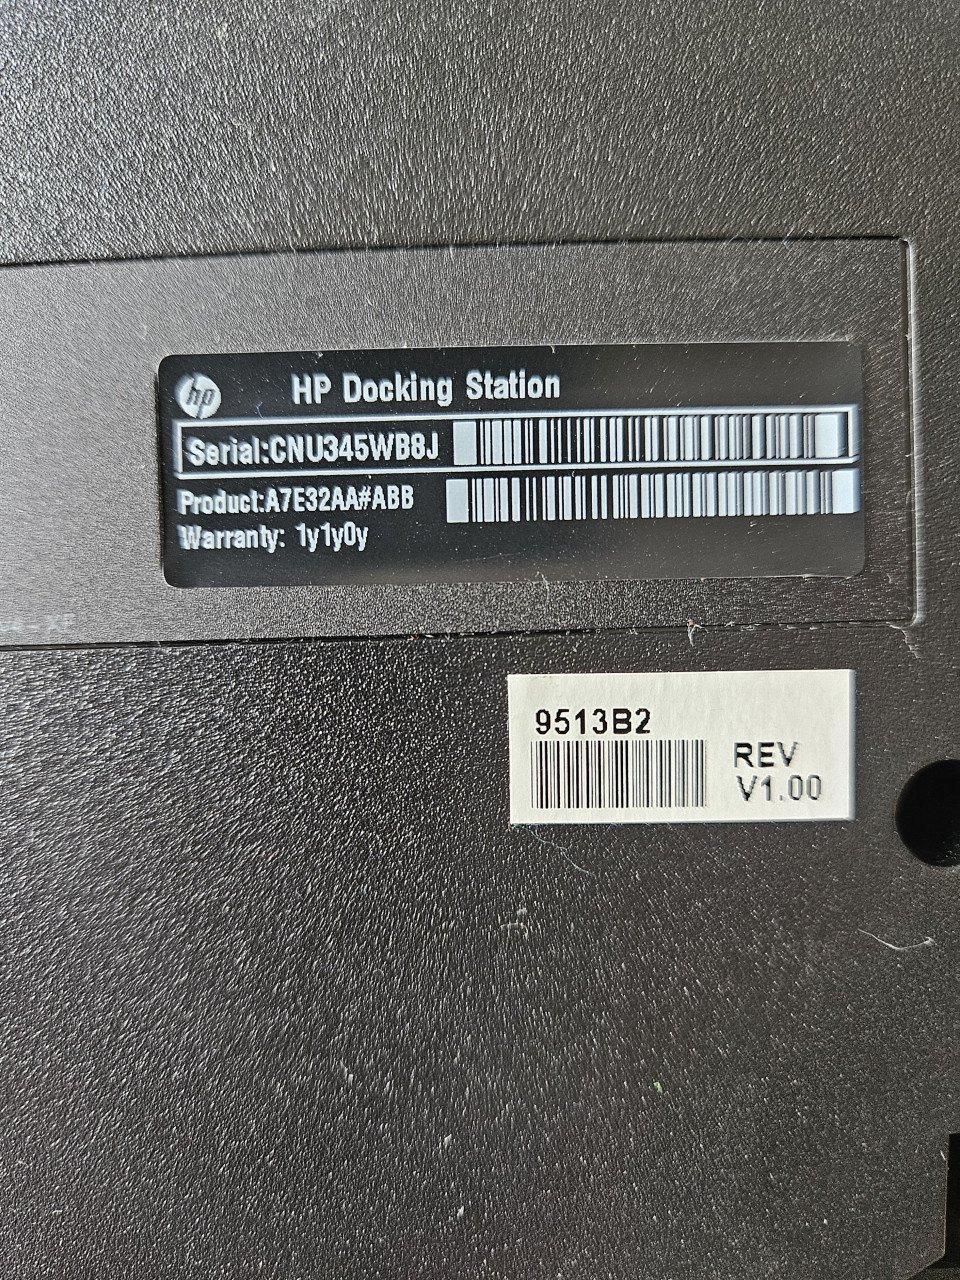 hp HP Docking Station
Serial:CNU345WB8J
Product:A7E32AA#ABB
Warranty: 1y1y0y
9513B2
REV
V1.00